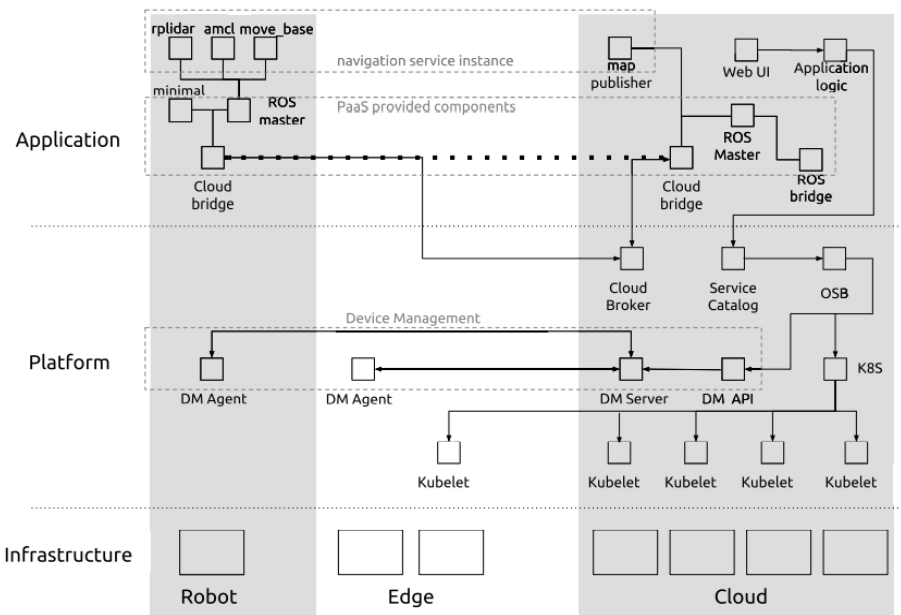 rplidar amcl move_base
navigation service instance
map
publisher
Web UI
Application
logic
minimal
ROS
master
PaaS provided components
ROS
Master
ROS
bridge
Application
Cloud
bridge
Cloud
bridge
Cloud
Broker
Service
Catalog
OSB
Device Management
Platform
K8S
DM Agent
DM Agent
DM Server
DM API
Kubelet
Kubelet
Kubelet
Kubelet
Kubelet
Infrastructure
Robot
Edge
Cloud